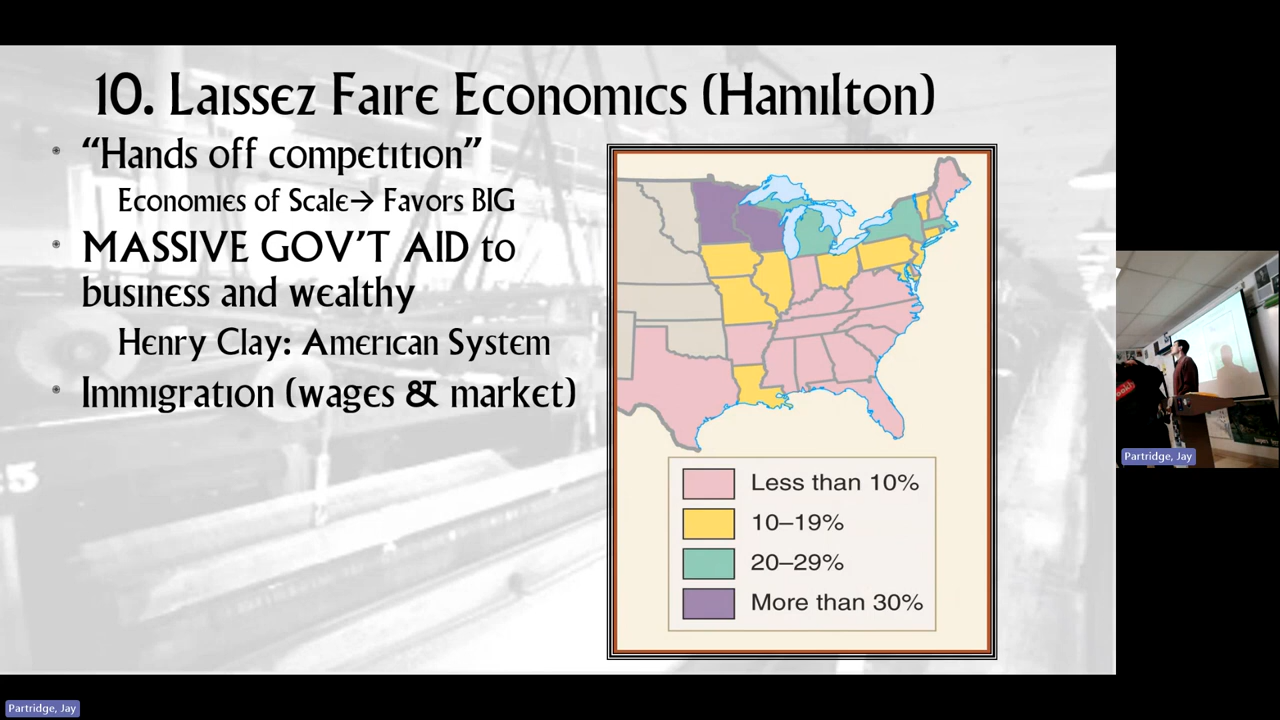 10. Laissez Faire Economics (Hamilton)
“Hands off competition”
Economies of Scale→ Favors BIG
MASSIVE GOV’T AID to
business and wealthy
Henry Clay: American System
Immigration (wages & market)
Less than 10%
10–19%
20–29%
More than 30%
Partridge, Jay
Partridge, Jay